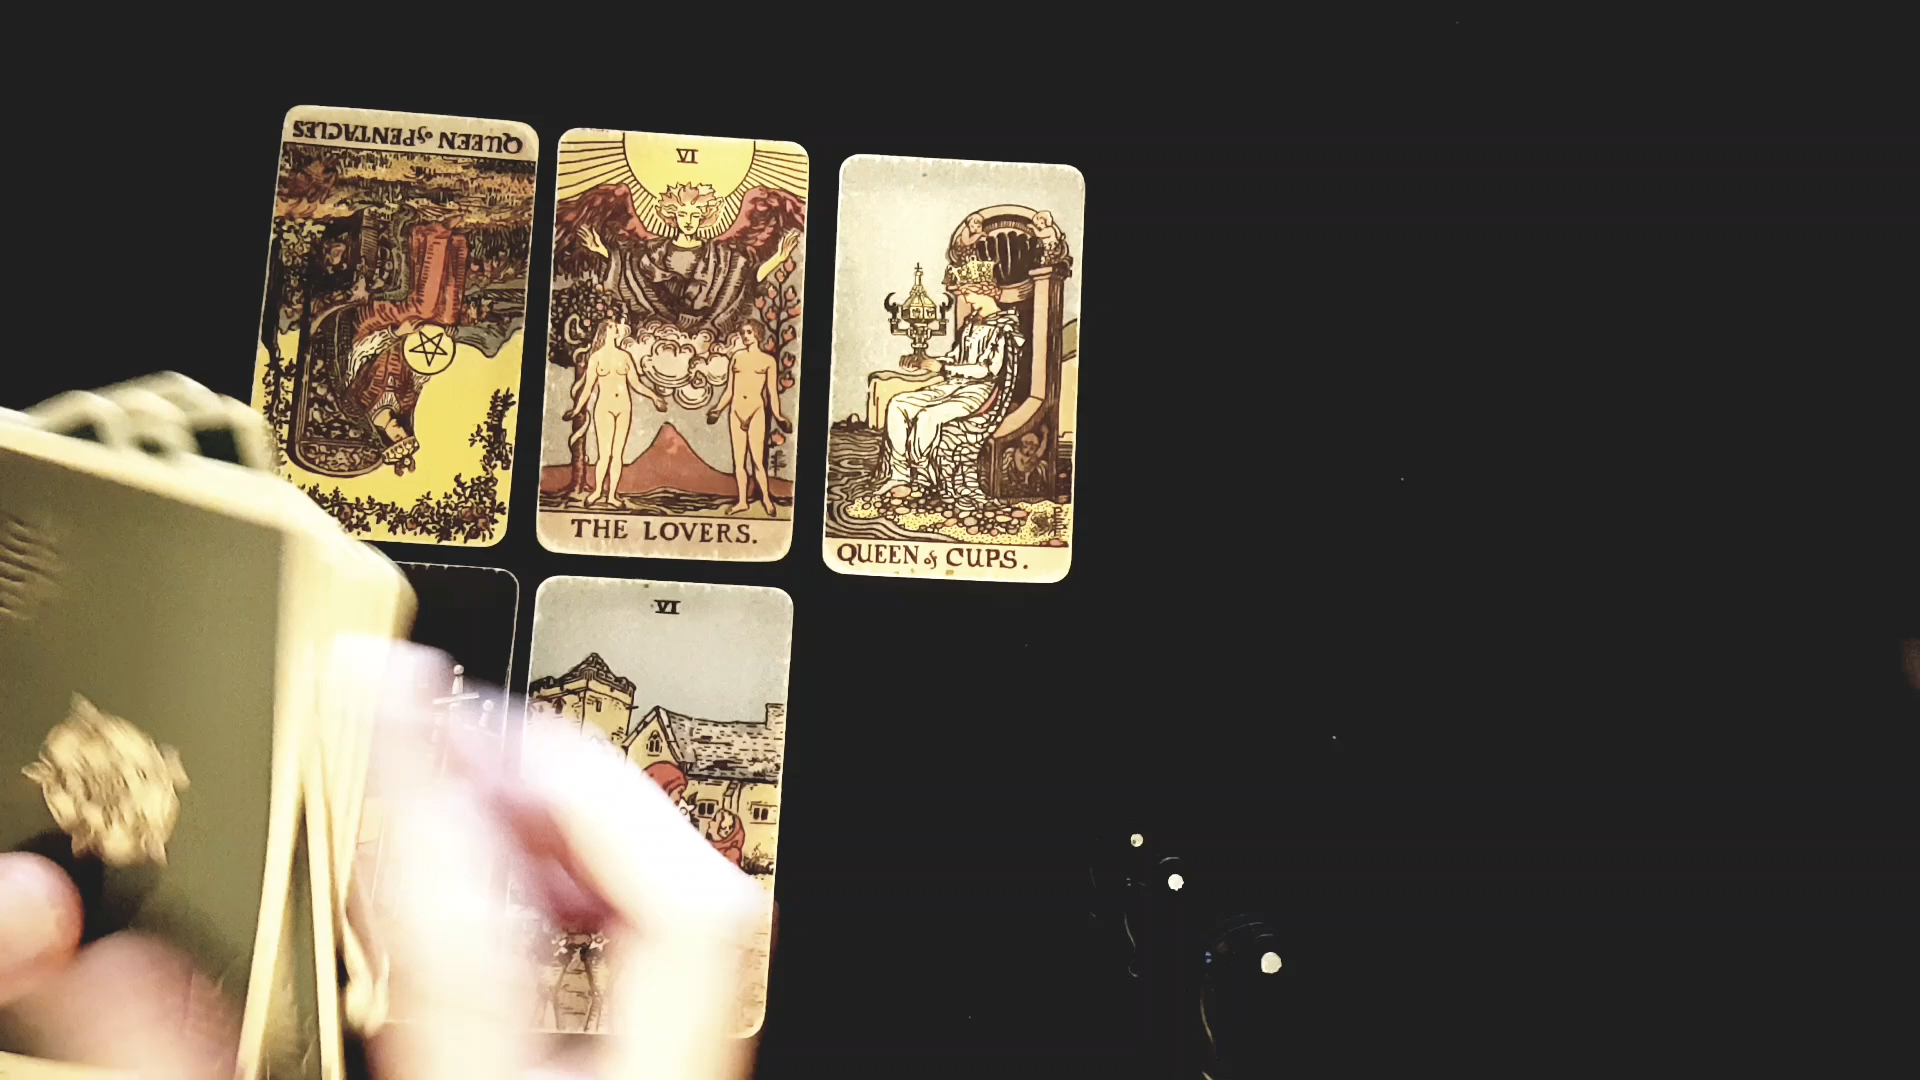 QUEEN of PENTACLES
VI
THE LOVERS.
QUEEN of CUPS.
VI